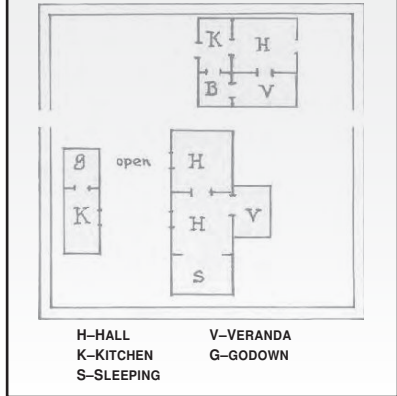 K H
B V
g open H
K H V
S
H–HALL V–VERANDA
K–KITCHEN G–GODOWN
S–SLEEPING